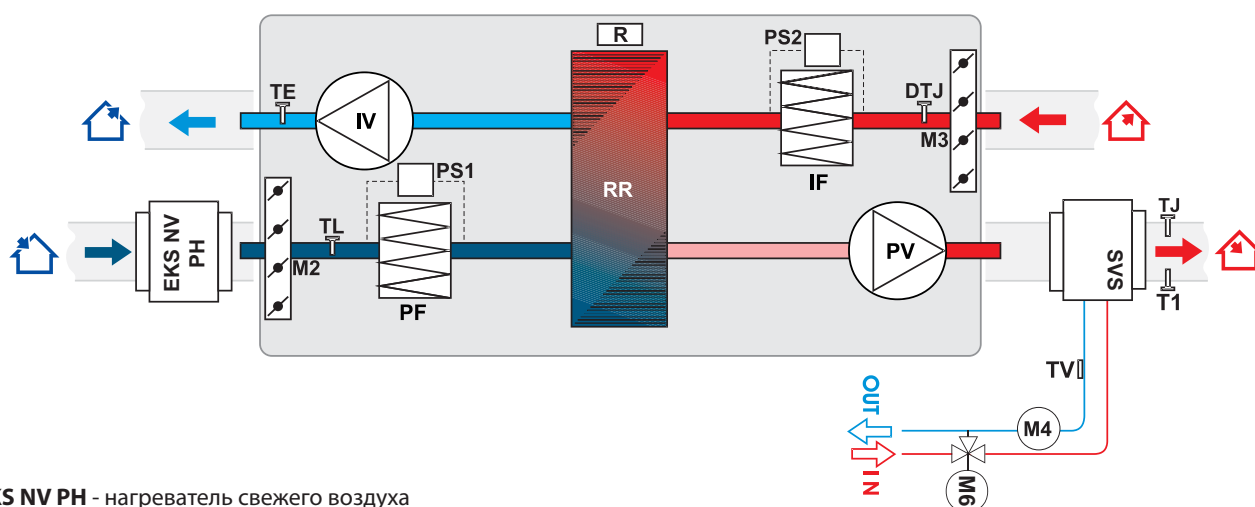 R
PS2
TE
DTJ
IV
M3
IF
PS1
RR
EKS NV
PH
TL
TJ
M2
PV
SVS
PF
T1
TV
OUT
M4
IN
M6
KS NV PH - нагреватель свежего воздуха